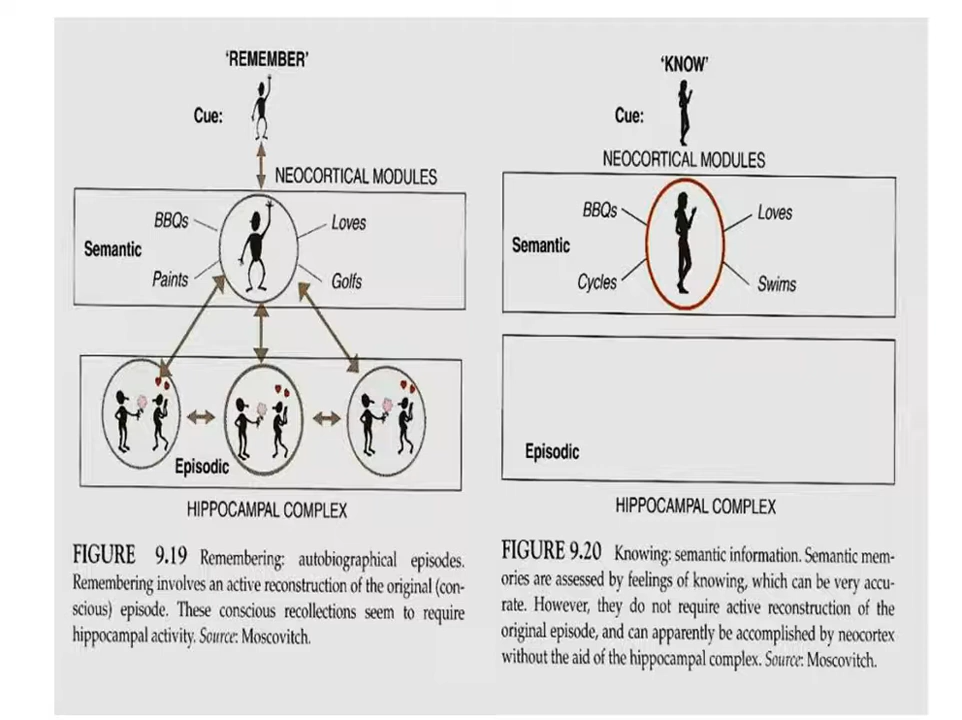 'REMEMBER'
Cue:
NEOCORTICAL MODULES
BBQs
Loves
Semantic
Paints
Golfs
Episodic
HIPPOCAMPAL COMPLEX
FIGURE 9.19 Remembering: autobiographical episodes.
Remembering involves an active reconstruction of the original (con-
scious) episode. These conscious recollections seem to require
hippocampal activity. Source: Moscovitch.
'KNOW'
Cue:
NEOCORTICAL MODULES
BBQs
Loves
Semantic
Cycles
Swims
Episodic
HIPPOCAMPAL COMPLEX
FIGURE 9.20 Knowing: semantic information. Semantic mem-
ories are assessed by feelings of knowing, which can be very accu-
rate. However, they do not require active reconstruction of the
original episode, and can apparently be accomplished by neocortex
without the aid of the hippocampal complex. Source: Moscovitch.